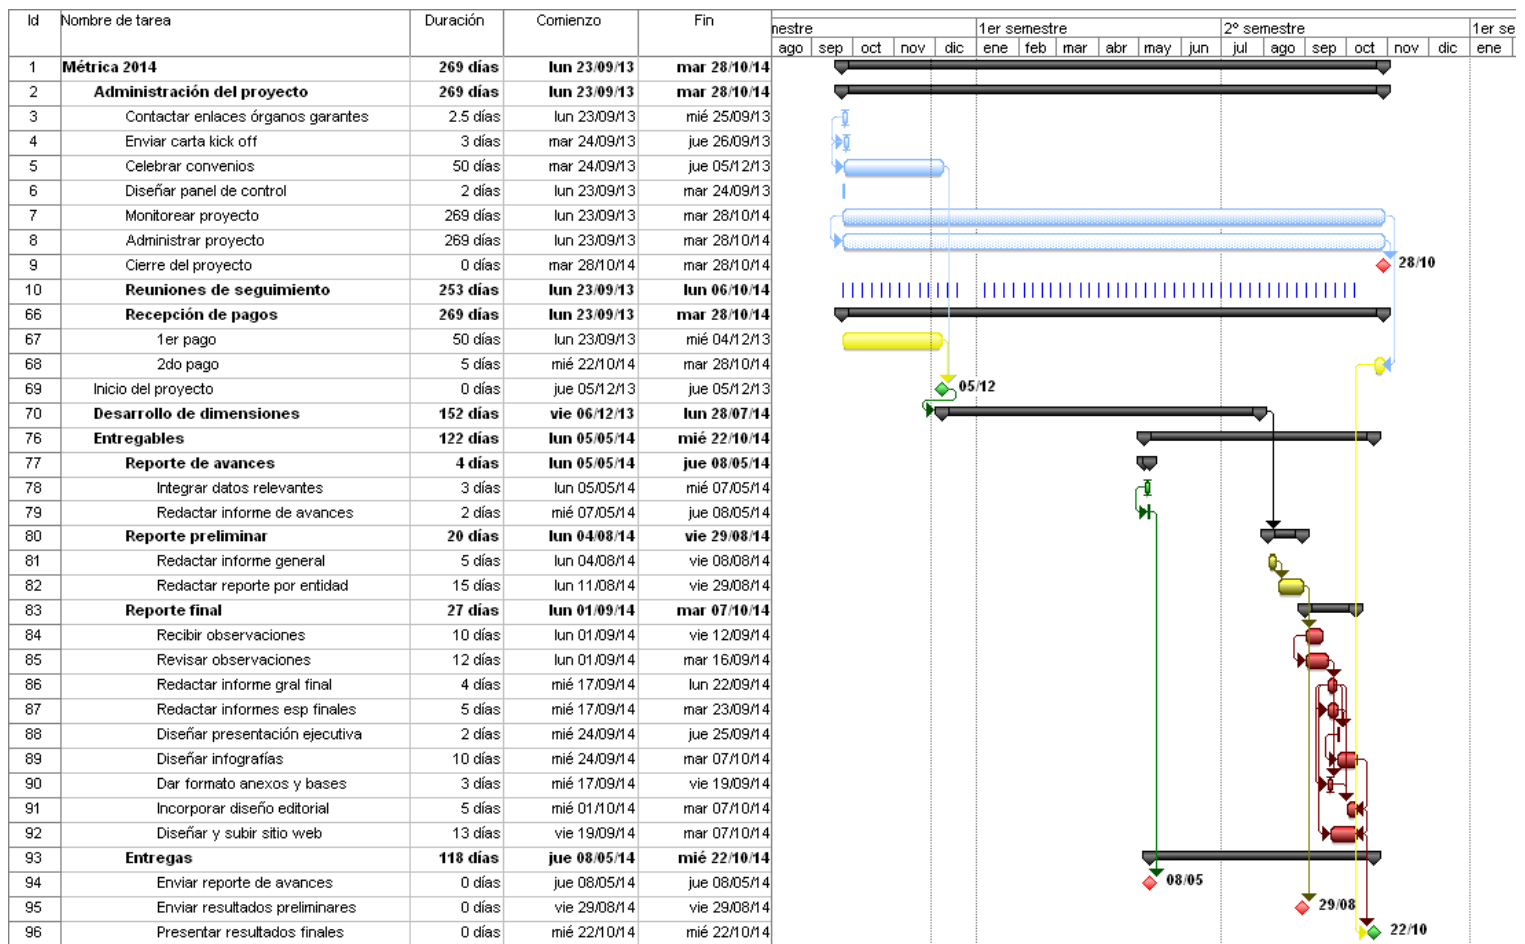 Id Nombre de tarea Duración Comienzo Fin
nestre 1er semestre 2º semestre 1er se
ago sep oct nov dic ene feb mar abr may jun jul ago sep oct nov dic ene
1 Métrica 2014 269 días lun 23/09/13 mar 28/10/14
2 Administración del proyecto 269 días lun 23/09/13 mar 28/10/14
3 Contactar enlaces órganos garantes 2.5 días lun 23/09/13 mié 25/09/13
4 Enviar carta kick off 3 días mar 24/09/13 jue 26/09/13
5 Celebrar convenios 50 días mar 24/09/13 jue 05/12/13
6 Diseñar panel de control 2 días lun 23/09/13 mar 24/09/13
7 Monitorear proyecto 269 días lun 23/09/13 mar 28/10/14
8 Administrar proyecto 269 días lun 23/09/13 mar 28/10/14
9 Cierre del proyecto 0 días mar 28/10/14 mar 28/10/14 28/10
10 Reuniones de seguimiento 253 días lun 23/09/13 lun 06/10/14
66 Recepción de pagos 269 días lun 23/09/13 mar 28/10/14
67 1er pago 50 días lun 23/09/13 mié 04/12/13
68 2do pago 5 días mié 22/10/14 mar 28/10/14
69 Inicio del proyecto 0 días jue 05/12/13 jue 05/12/13 05/12
70 Desarrollo de dimensiones 152 días vie 06/12/13 lun 28/07/14
76 Entregables 122 días lun 05/05/14 mié 22/10/14
77 Reporte de avances 4 días lun 05/05/14 jue 08/05/14
78 Integrar datos relevantes 3 días lun 05/05/14 mié 07/05/14
79 Redactar informe de avances 2 días mié 07/05/14 jue 08/05/14
80 Reporte preliminar 20 días lun 04/08/14 vie 29/08/14
81 Redactar informe general 5 días lun 04/08/14 vie 08/08/14
82 Redactar reporte por entidad 15 días lun 11/08/14 vie 29/08/14
83 Reporte final 27 días lun 01/09/14 mar 07/10/14
84 Recibir observaciones 10 días lun 01/09/14 vie 12/09/14
85 Revisar observaciones 12 días lun 01/09/14 mar 16/09/14
86 Redactar informe gral final 4 días mié 17/09/14 lun 22/09/14
87 Redactar informes esp finales 5 días mié 17/09/14 mar 23/09/14
88 Diseñar presentación ejecutiva 2 días mié 24/09/14 jue 25/09/14
89 Diseñar infografías 10 días mié 24/09/14 mar 07/10/14
90 Dar formato anexos y bases 3 días mié 17/09/14 vie 19/09/14
91 Incorporar diseño editorial 5 días mié 01/10/14 mar 07/10/14
92 Diseñar y subir sitio web 13 días vie 19/09/14 mar 07/10/14
93 Entregas 118 días jue 08/05/14 mié 22/10/14
94 Enviar reporte de avances 0 días jue 08/05/14 jue 08/05/14 08/05
95 Enviar resultados preliminares 0 días vie 29/08/14 vie 29/08/14 29/08
96 Presentar resultados finales 0 días mié 22/10/14 mié 22/10/14 22/10